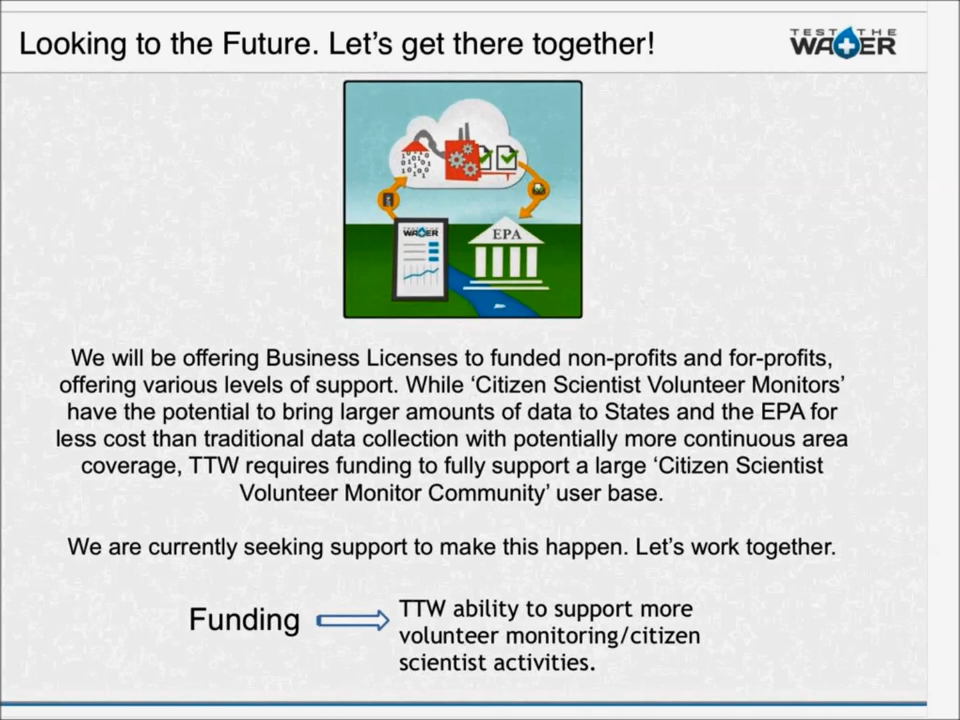 Looking to the Future. Let's get there together!
TEST THE
WATER
EPA
WATER
We will be offering Business Licenses to funded non-profits and for-profits,
offering various levels of support. While ‘Citizen Scientist Volunteer Monitors’
have the potential to bring larger amounts of data to States and the EPA for
less cost than traditional data collection with potentially more continuous area
coverage, TTW requires funding to fully support a large ‘Citizen Scientist
Volunteer Monitor Community’ user base.
We are currently seeking support to make this happen. Let’s work together.
Funding
TTW ability to support more
volunteer monitoring/citizen
scientist activities.